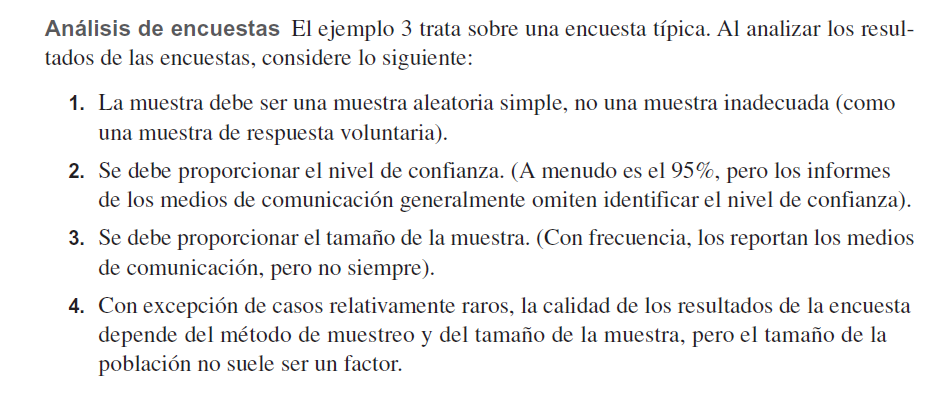 Análisis de encuestas El ejemplo 3 trata sobre una encuesta típica. Al analizar los resul-
tados de las encuestas, considere lo siguiente:
1. La muestra debe ser una muestra aleatoria simple, no una muestra inadecuada (como
una muestra de respuesta voluntaria).
2. Se debe proporcionar el nivel de confianza. (A menudo es el 95%, pero los informes
de los medios de comunicación generalmente omiten identificar el nivel de confianza).
3. Se debe proporcionar el tamaño de la muestra. (Con frecuencia, los reportan los medios
de comunicación, pero no siempre).
4. Con excepción de casos relativamente raros, la calidad de los resultados de la encuesta
depende del método de muestreo y del tamaño de la muestra, pero el tamaño de la
población no suele ser un factor.